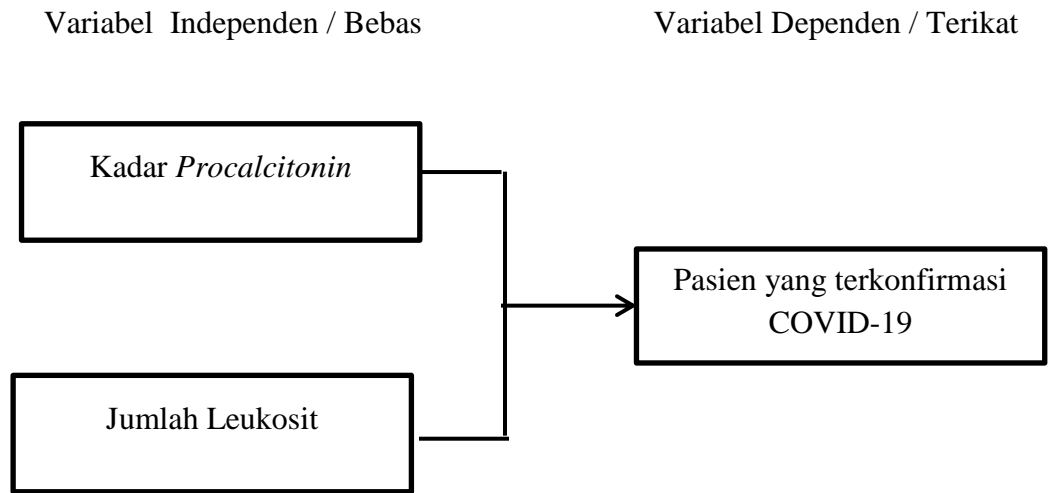 Variabel Independen / Bebas
Variabel Dependen / Terikat
Kadar Procalcitonin
Pasien yang terkonfirmasi
COVID-19
Jumlah Leukosit